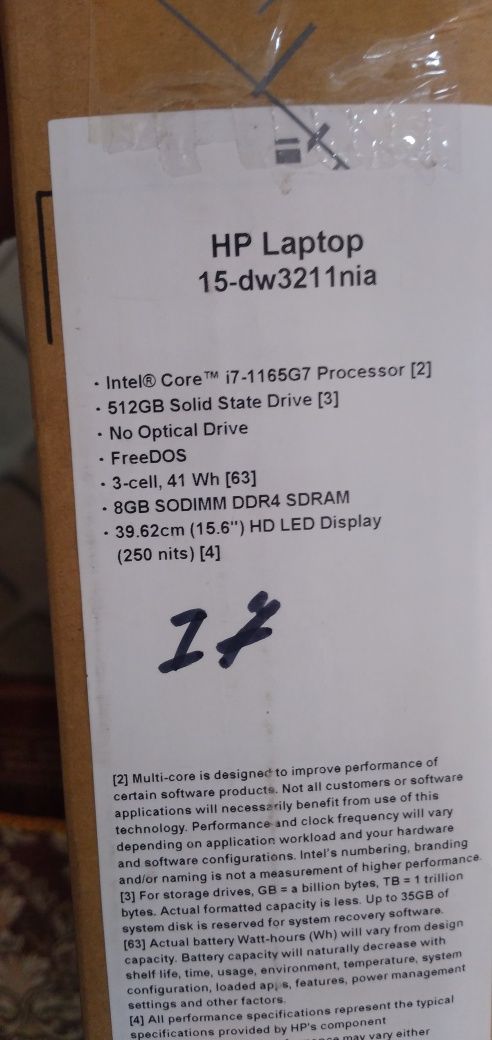 HP Laptop
15-dw3211nia
· Intel® Core™ i7-1165G7 Processor [2]
· 512GB Solid State Drive [3]
· No Optical Drive
· FreeDOS
· 3-cell, 41 Wh [63]
· 8GB SODIMM DDR4 SDRAM
· 39.62cm (15.6") HD LED Display
(250 nits) [4]
I7
[2] Multi-core is designed to improve performance of
certain software products. Not all customers or software
applications will necessarily benefit from use of this
technology. Performance and clock frequency will vary
depending on application workload and your hardware
and software configurations. Intel's numbering, branding
and/or naming is not a measurement of higher performance.
[3] For storage drives, GB = a billion bytes, TB = 1 trillion
bytes. Actual formatted capacity is less. Up to 35GB of
system disk is reserved for system recovery software.
[63] Actual battery Watt-hours (Wh) will vary from design
capacity. Battery capacity will naturally decrease with
shelf life, time, usage, environment, temperature, system
configuration, loaded apps, features, power management
settings and other factors.
[4] All performance specifications represent the typical
specifications provided by HP's component
may vary either